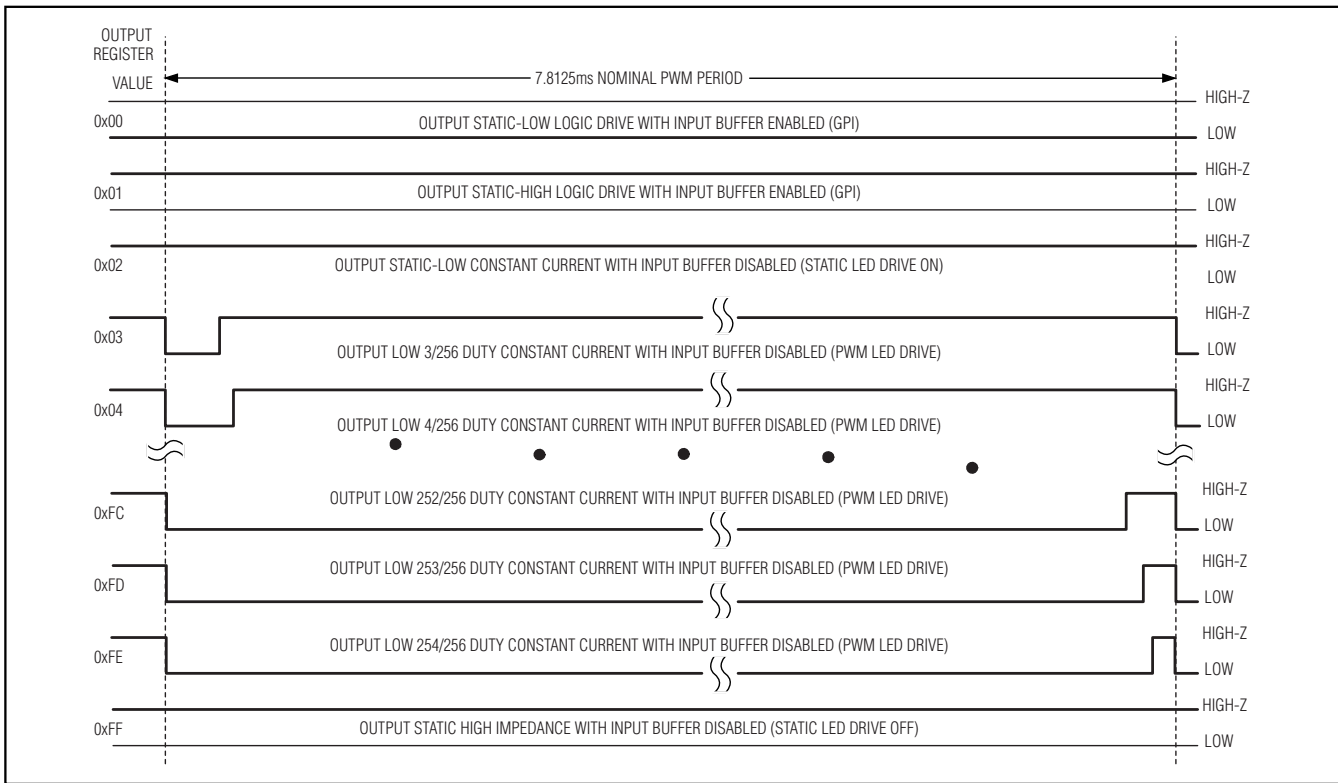 OUTPUT
REGISTER
VALUE
7.8125ms NOMINAL PWM PERIOD
HIGH-Z
0x00
OUTPUT STATIC-LOW LOGIC DRIVE WITH INPUT BUFFER ENABLED (GPI)
LOW
HIGH-Z
0x01
OUTPUT STATIC-HIGH LOGIC DRIVE WITH INPUT BUFFER ENABLED (GPI)
LOW
HIGH-Z
0x02
OUTPUT STATIC-LOW CONSTANT CURRENT WITH INPUT BUFFER DISABLED (STATIC LED DRIVE ON)
LOW
HIGH-Z
0x03
OUTPUT LOW 3/256 DUTY CONSTANT CURRENT WITH INPUT BUFFER DISABLED (PWM LED DRIVE)
LOW
HIGH-Z
0x04
OUTPUT LOW 4/256 DUTY CONSTANT CURRENT WITH INPUT BUFFER DISABLED (PWM LED DRIVE)
LOW
HIGH-Z
0xFC
OUTPUT LOW 252/256 DUTY CONSTANT CURRENT WITH INPUT BUFFER DISABLED (PWM LED DRIVE)
LOW
HIGH-Z
0xFD
OUTPUT LOW 253/256 DUTY CONSTANT CURRENT WITH INPUT BUFFER DISABLED (PWM LED DRIVE)
LOW
HIGH-Z
0xFE
OUTPUT LOW 254/256 DUTY CONSTANT CURRENT WITH INPUT BUFFER DISABLED (PWM LED DRIVE)
LOW
HIGH-Z
0xFF
OUTPUT STATIC HIGH IMPEDANCE WITH INPUT BUFFER DISABLED (STATIC LED DRIVE OFF)
LOW